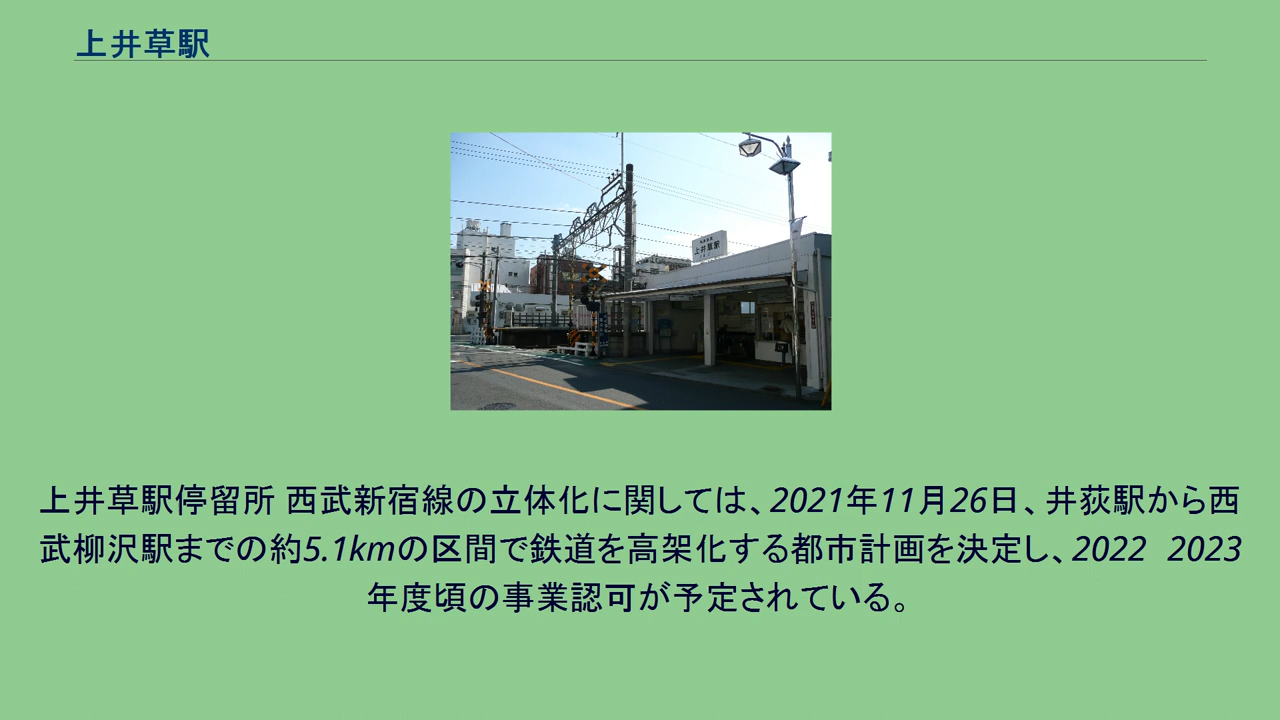 上井草駅
上井草駅
上井草駅停留所 西武新宿線の立体化に関しては、2021年11月26日、井荻駅から西
武柳沢駅までの約5.1kmの区間で鉄道を高架化する都市計画を決定し、2022 2023
年度頃の事業認可が予定されている。